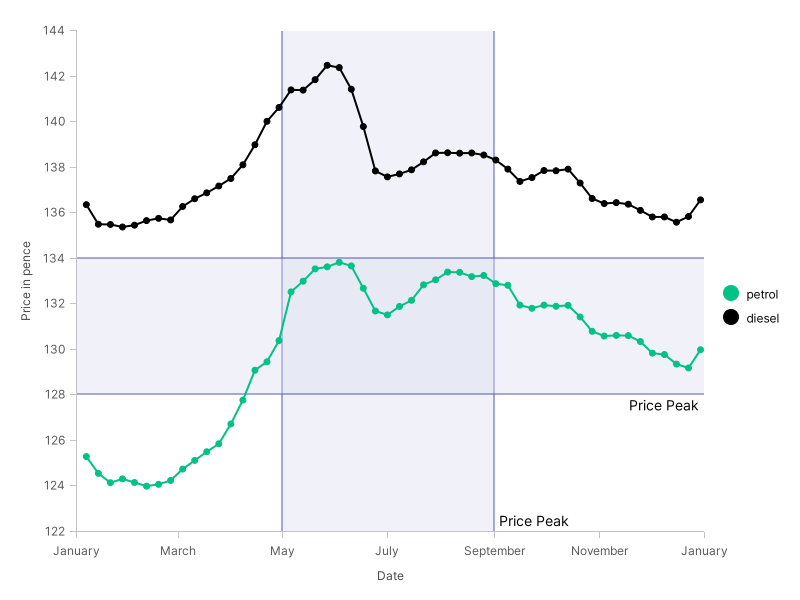 144
142
140
138
136
134
132
130
128
126
124
122
Price in pence
January March May July September November January
Date
Price Peak
Price Peak
petrol
diesel